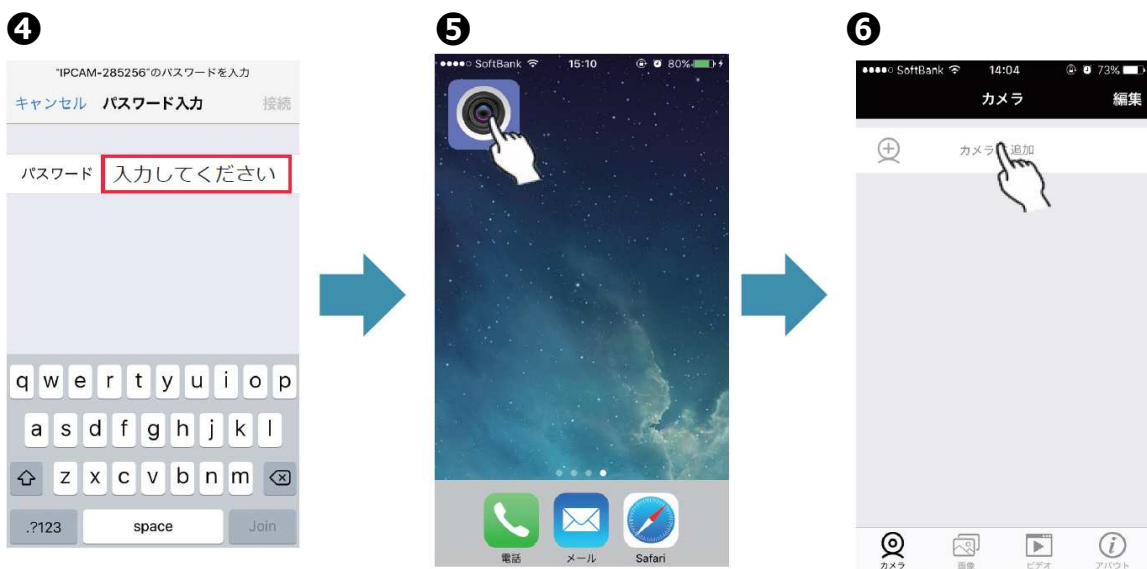 ❹
"IPCAM-285256"のパスワードを入力
キャンセル パスワード入力 接続
パスワード 入力してください
q w e r t y u i o p
a s d f g h j k l
z x c v b n m
.?123 space Join
❺
SoftBank 15:10 80%
電話 メール Safari
❻
SoftBank 14:04 73%
カメラ 編集
カメラ 追加
カメラ 画像 ビデオ アバウト